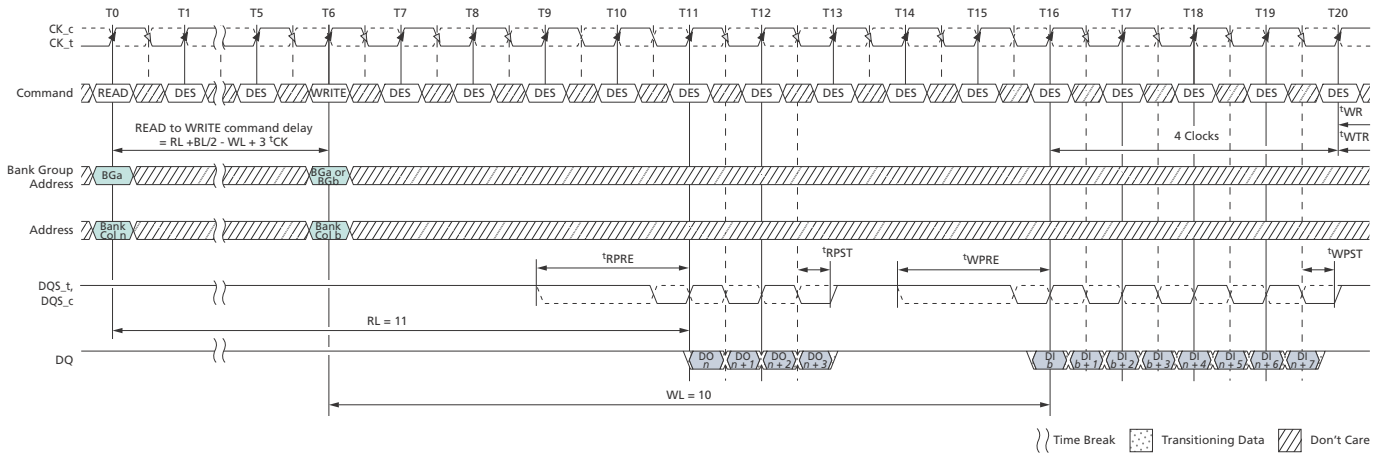 T0 T1 T5 T6 T7 T8 T9 T10 T11 T12 T13 T14 T15 T16 T17 T18 T19 T20
CK_c
CK_t
Command READ DES DES WRITE DES DES DES DES DES DES DES DES DES DES DES DES DES DES
READ to WRITE command delay
= RL +BL/2 - WL + 3 tCK
4 Clocks
tWR
tWTR
Bank Group
Address
BGa
BGa or
BGb
Address
Bank
Col n
Bank
Col b
tRPRE
tRPST
tWPRE
tWPST
DQS_t,
DQS_c
RL = 11
DQ
DO
n
DO
n + 1
DO
n + 2
DO
n + 3
DI
b
DI
b + 1
DI
b + 2
DI
b + 3
DI
n + 4
DI
n + 5
DI
n + 6
DI
n + 7
WL = 10
Time Break Transitioning Data Don't Care